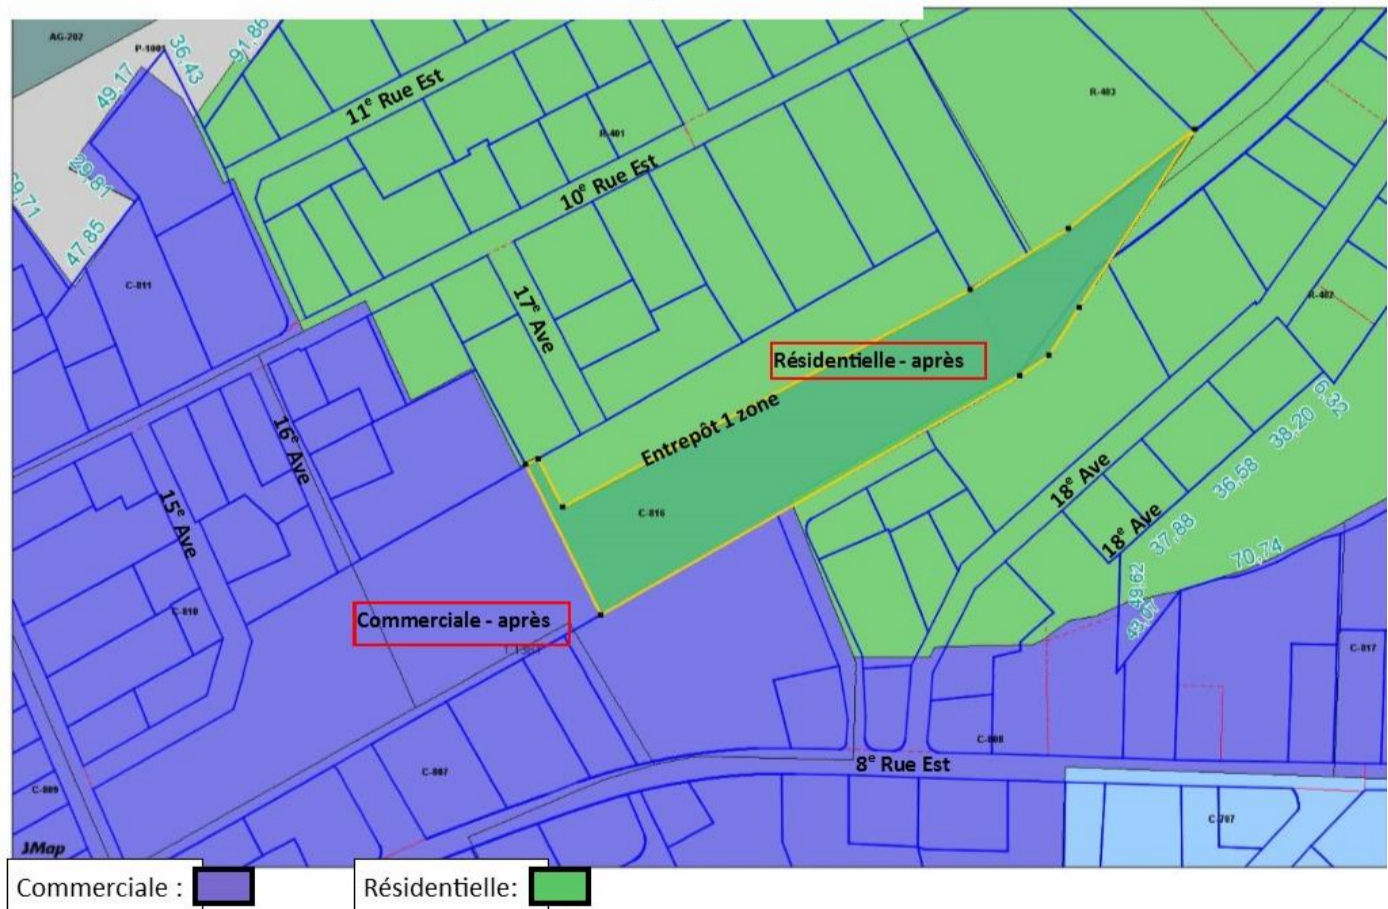 AG-202
P-1001
36,43
91,86
49,17
29,81
69,71
47,85
11e Rue Est
R-401
R-403
10e Rue Est
C-811
17e Ave
R-402
Résidentielle - après
Entrepôt 1 zone
6,35
38,20
36,58
16e Ave
15e Ave
C-816
18e Ave
18e Ave
37,88
70,74
49,62
43,07
C-810
Commerciale - après
C-817
C-808
8e Rue Est
C-807
C-809
C-707
JMap
Commerciale :
Résidentielle: